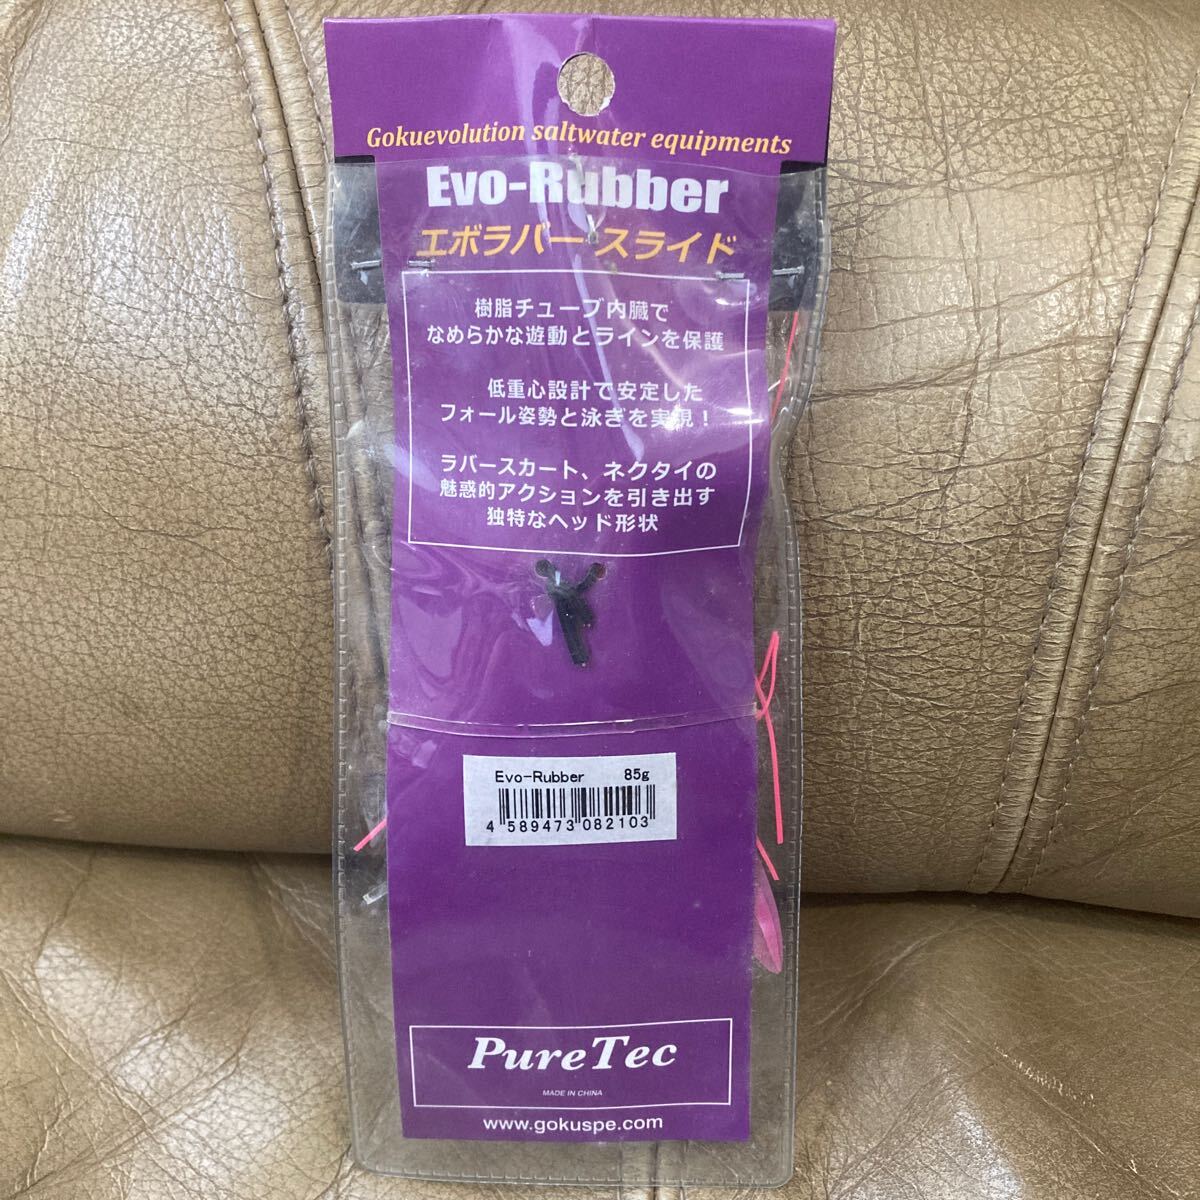 Gokuevolution saltwater equipments
Evo-Rubber
エボラバー スライド
樹脂チューブ内臓で
なめらかな遊動とラインを保護
低重心設計で安定した
フォール姿勢と泳ぎを実現！
ラバースカート、ネクタイの
魅惑的アクションを引き出す
独特なヘッド形状
Evo-Rubber 85g
4 589473 082103
PureTec
MADE IN CHINA
www.gokuspe.com